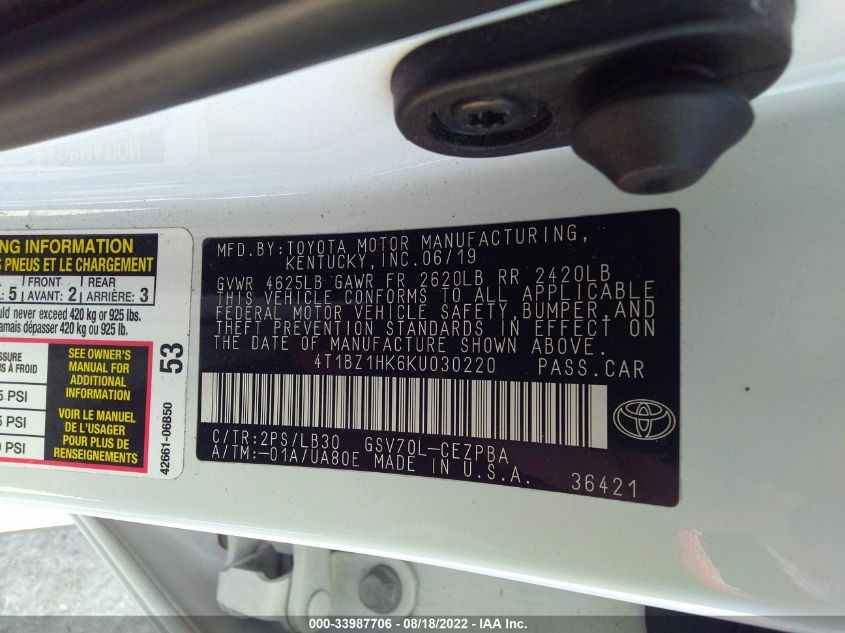 MFD.BY:TOYOTA MOTOR MANUFACTURING,
KENTUCKY,INC.06/19
GVWR 4625LB GAWR FR 2620LB RR 2420LB
THIS VEHICLE CONFORMS TO ALL APPLICABLE
FEDERAL MOTOR VEHICLE SAFETY,BUMPER,AND
THEFT PREVENTION STANDARDS IN EFFECT ON
THE DATE OF MANUFACTURE SHOWN ABOVE.
4T1BZ1HK6KU030220 PASS.CAR
C/TR:2PS/LB30 GSV70L-CEZPBA
A/TM:-01A/UA80E MADE IN U.S.A.
36421
TOYOTA
INFORMATION
PNEUS ET LE CHARGEMENT
5 FRONT AVANT: 2 REAR ARRIÈRE: 3
never exceed 420 kg or 925 lbs.
jamais dépasser 420 kg ou 925 lb.
À FROID
PSI
PSI
PSI
SEE OWNER'S
MANUAL FOR
ADDITIONAL
INFORMATION
VOIR LE MANUEL
DE L'USAGER
POUR PLUS DE
RENSEIGNEMENTS
53
42661-06B50
000-33987706 - 08/18/2022 - IAA Inc.